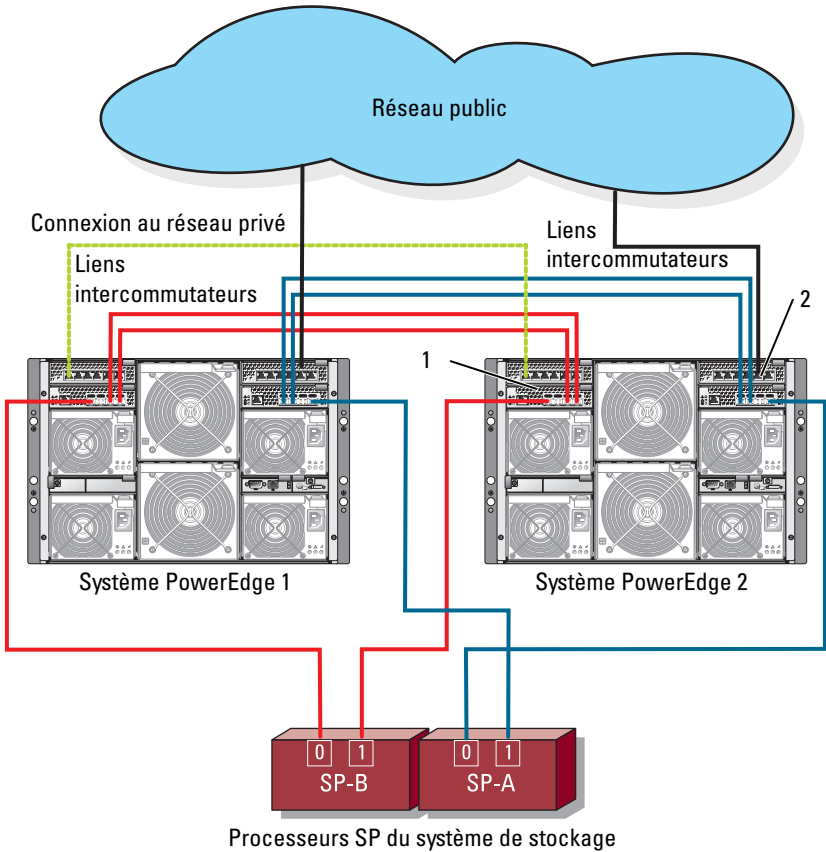 Réseau public
Connexion au réseau privé
Liens
intercommutateurs
Liens
intercommutateurs
2
1
Système PowerEdge 1
Système PowerEdge 2
0 1
SP-B
0 1
SP-A
Processeurs SP du système de stockage